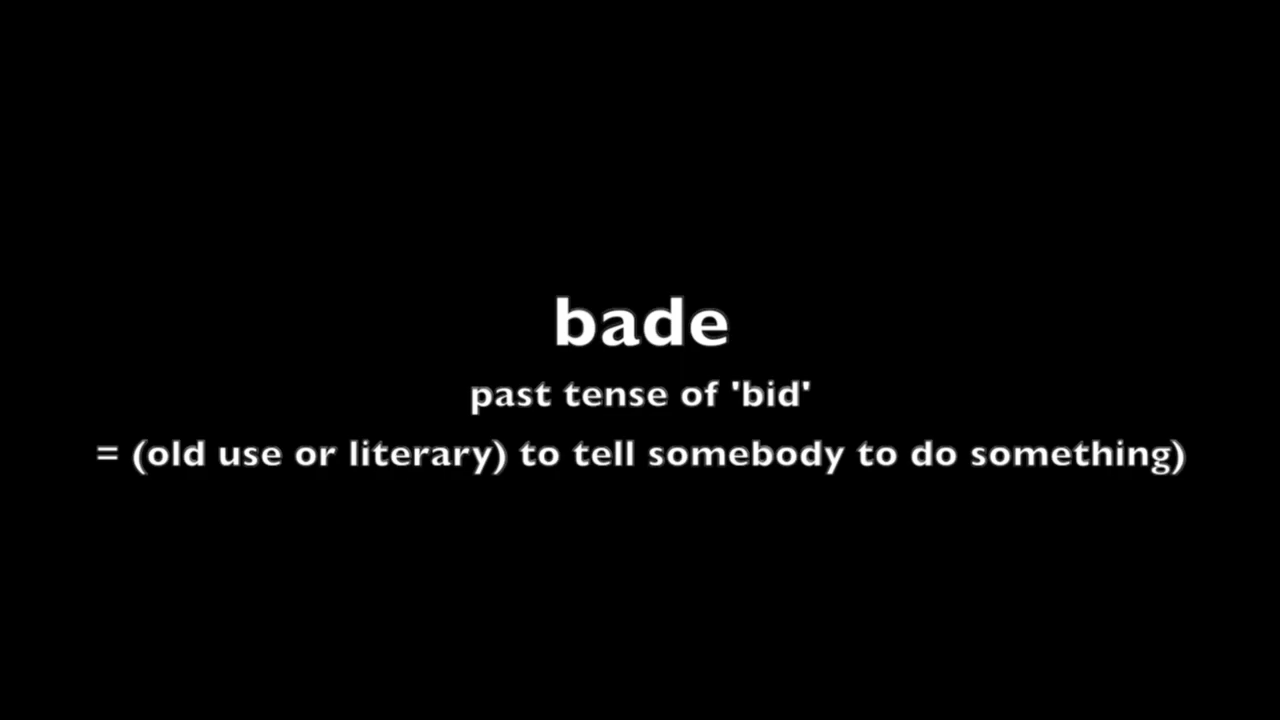 bade
past tense of 'bid'
= (old use or literary) to tell somebody to do something)